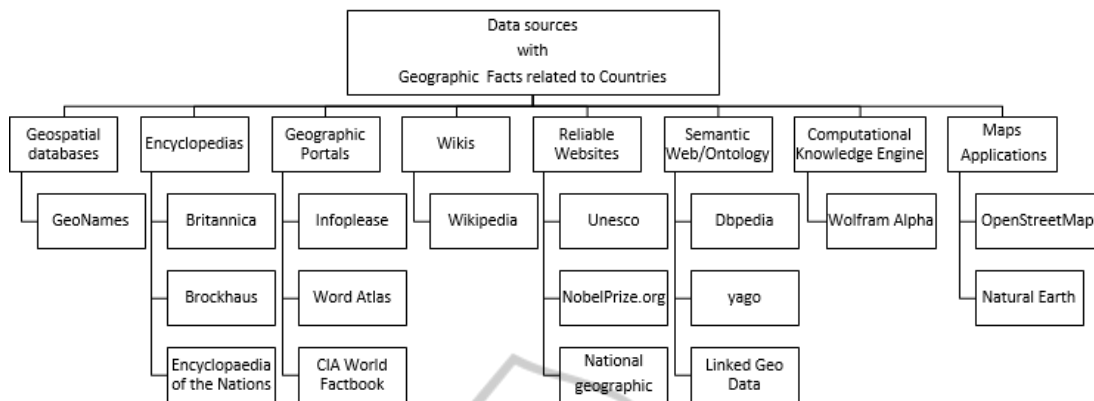 Data sources
with
Geographic Facts related to Countries
Geospatial
databases
Encyclopedias
Geographic
Portals
Wikis
Reliable
Websites
Semantic
Web/Ontology
Computational
Knowledge Engine
Maps
Applications
GeoNames
Britannica
Infoplease
Wikipedia
Unesco
Dbpedia
Wolfram Alpha
OpenStreetMap
Brockhaus
Word Atlas
NobelPrize.org
yago
Natural Earth
Encyclopaedia
of the Nations
CIA World
Factbook
National
geographic
Linked Geo
Data